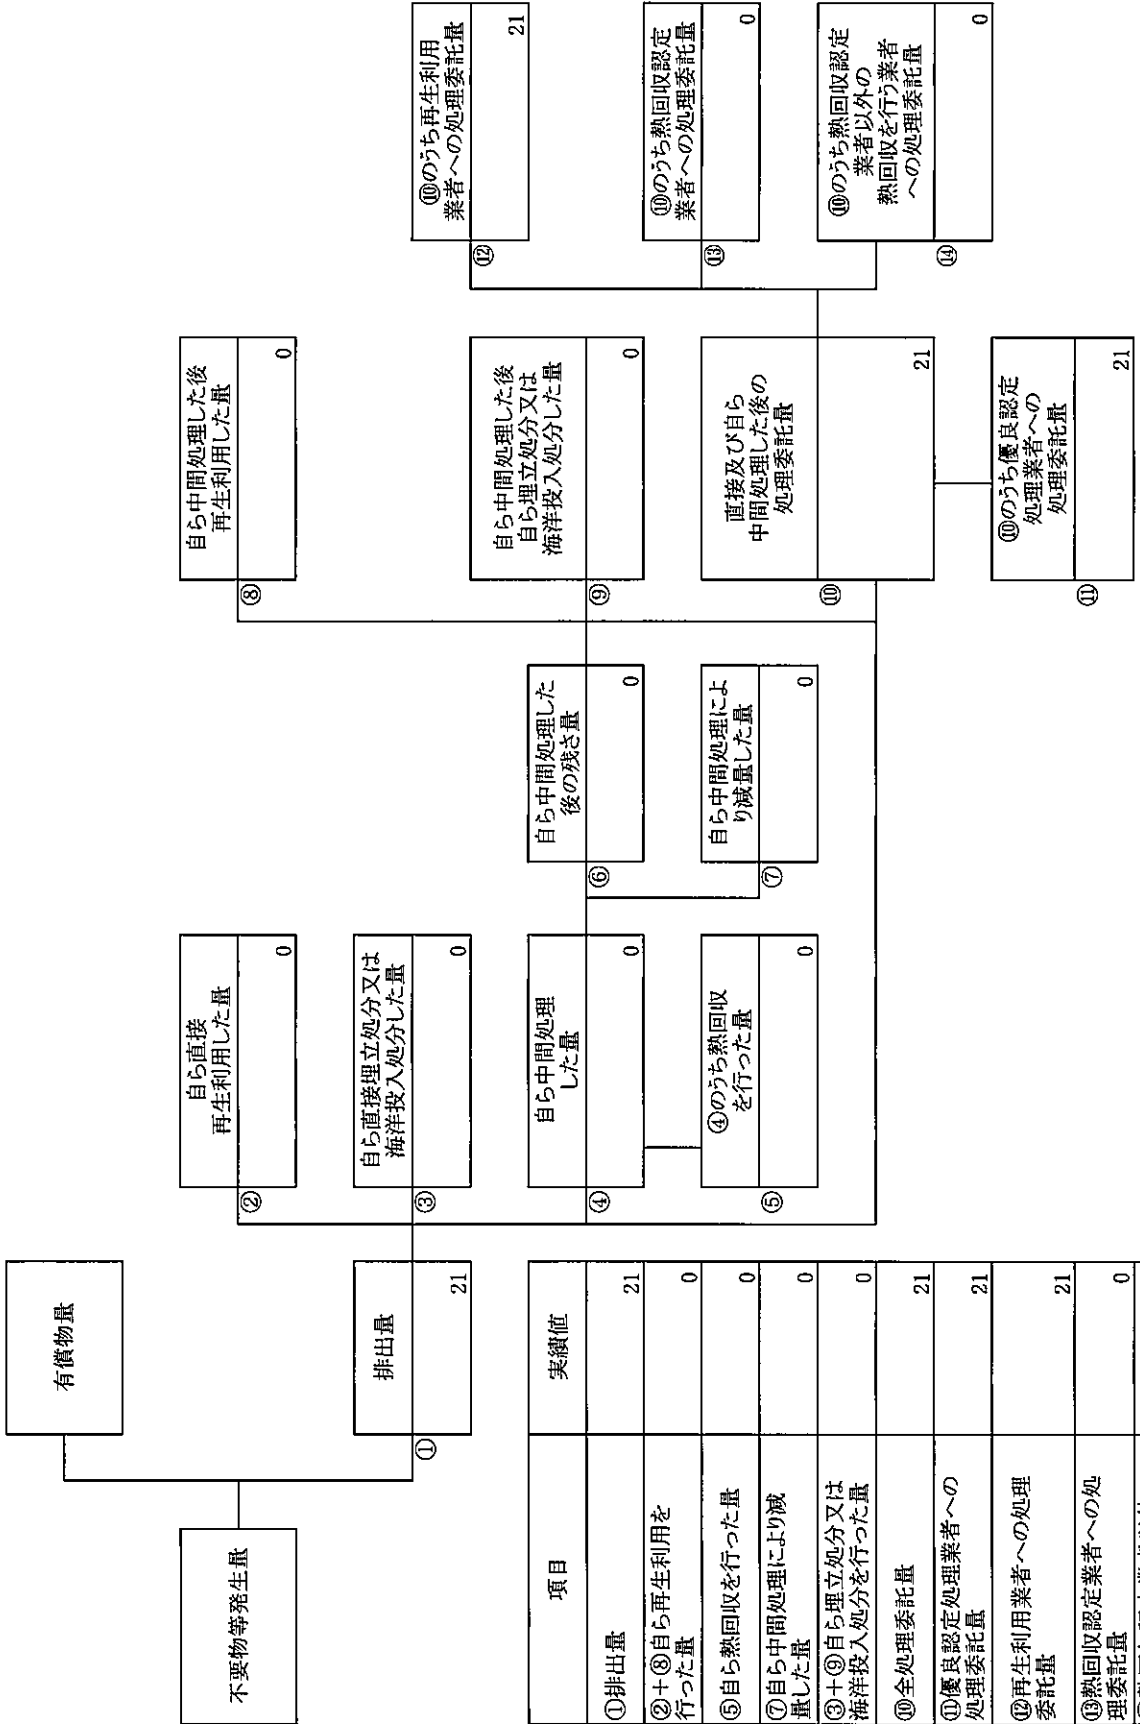 不要物等発生量
有償物量
①
排出量
21
②
自ら直接
再生利用した量
0
③
自ら直接埋立処分又は
海洋投入処分した量
0
④
自ら中間処理
した量
0
⑤
④のうち熱回収
を行った量
0
⑥
自ら中間処理した
後の残さ量
0
⑦
自ら中間処理によ
り減量した量
0
⑧
自ら中間処理した後
再生利用した量
0
⑨
自ら中間処理した後
自ら埋立処分又は
海洋投入処分した量
0
⑩
直接及び自ら
中間処理した後の
処理委託量
21
⑪
⑩のうち優良認定
処理業者への
処理委託量
21
⑫
⑩のうち再生利用
業者への処理委託量
21
⑬
⑩のうち熱回収認定
業者への処理委託量
0
⑭
⑩のうち熱回収認定
業者以外の
熱回収を行う業者
への処理委託量
0
項目 実績値
①排出量 21
②+⑧自ら再生利用を
行った量 0
⑤自ら熱回収を行った量 0
⑦自ら中間処理により減
量した量 0
③+⑨自ら埋立処分又は
海洋投入処分を行った量 0
⑩全処理委託量 21
⑪優良認定処理業者への
処理委託量 21
⑫再生利用業者への処理
委託量 21
⑬熱回収認定業者への処
理委託量 0